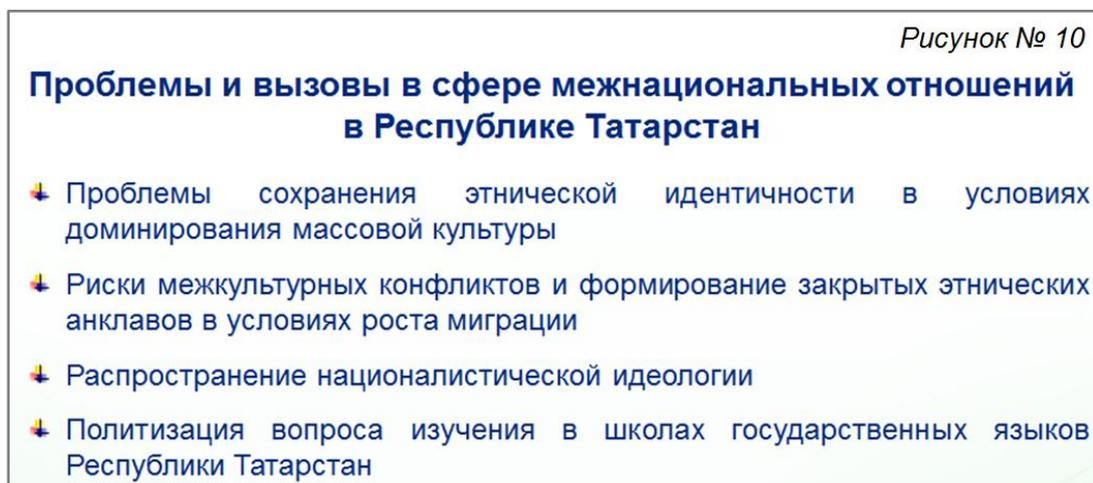 Рисунок № 10
Проблемы и вызовы в сфере межнациональных отношений
в Республике Татарстан
Проблемы сохранения этнической идентичности в условиях
доминирования массовой культуры
Риски межкультурных конфликтов и формирование закрытых этнических
анклавов в условиях роста миграции
Распространение националистической идеологии
Политизация вопроса изучения в школах государственных языков
Республики Татарстан